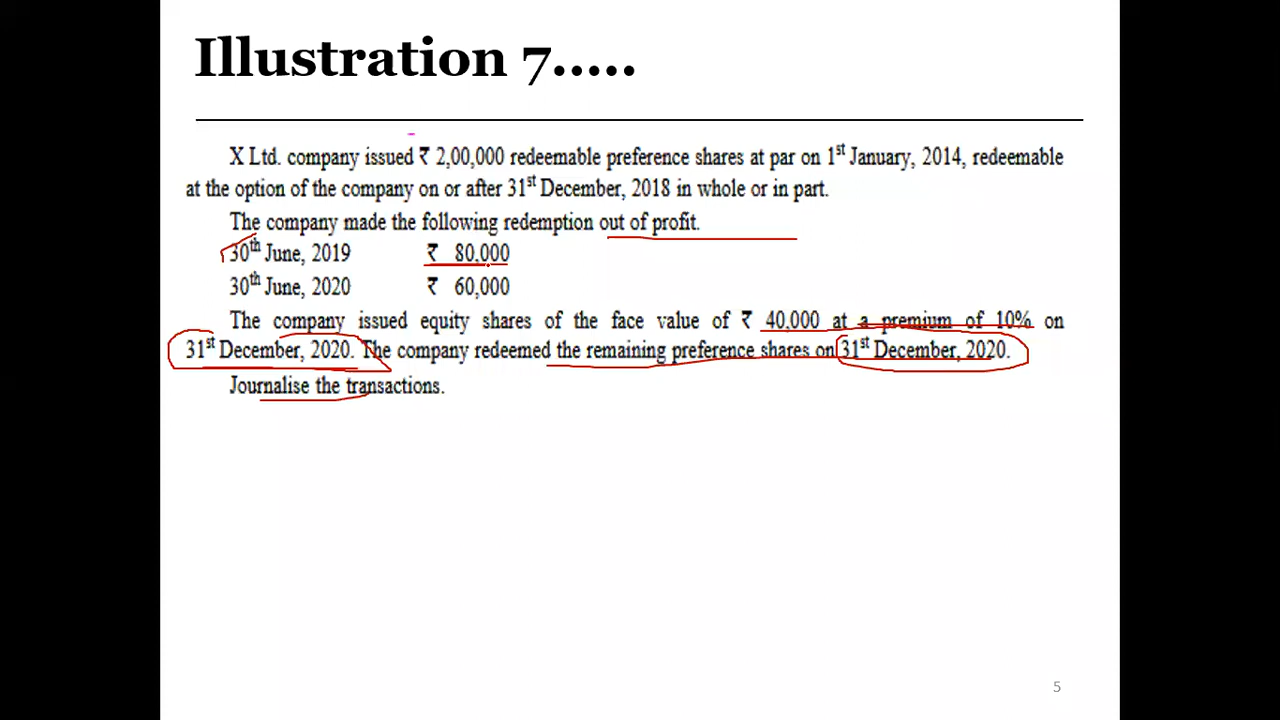 Illustration 7.....
X Ltd. company issued ₹ 2,00,000 redeemable preference shares at par on 1st January, 2014, redeemable
at the option of the company on or after 31st December, 2018 in whole or in part.
The company made the following redemption out of profit.
30th June, 2019 ₹ 80,000
30th June, 2020 ₹ 60,000
The company issued equity shares of the face value of ₹ 40,000 at a premium of 10% on
31st December, 2020. The company redeemed the remaining preference shares on 31st December, 2020.
Journalise the transactions.
5